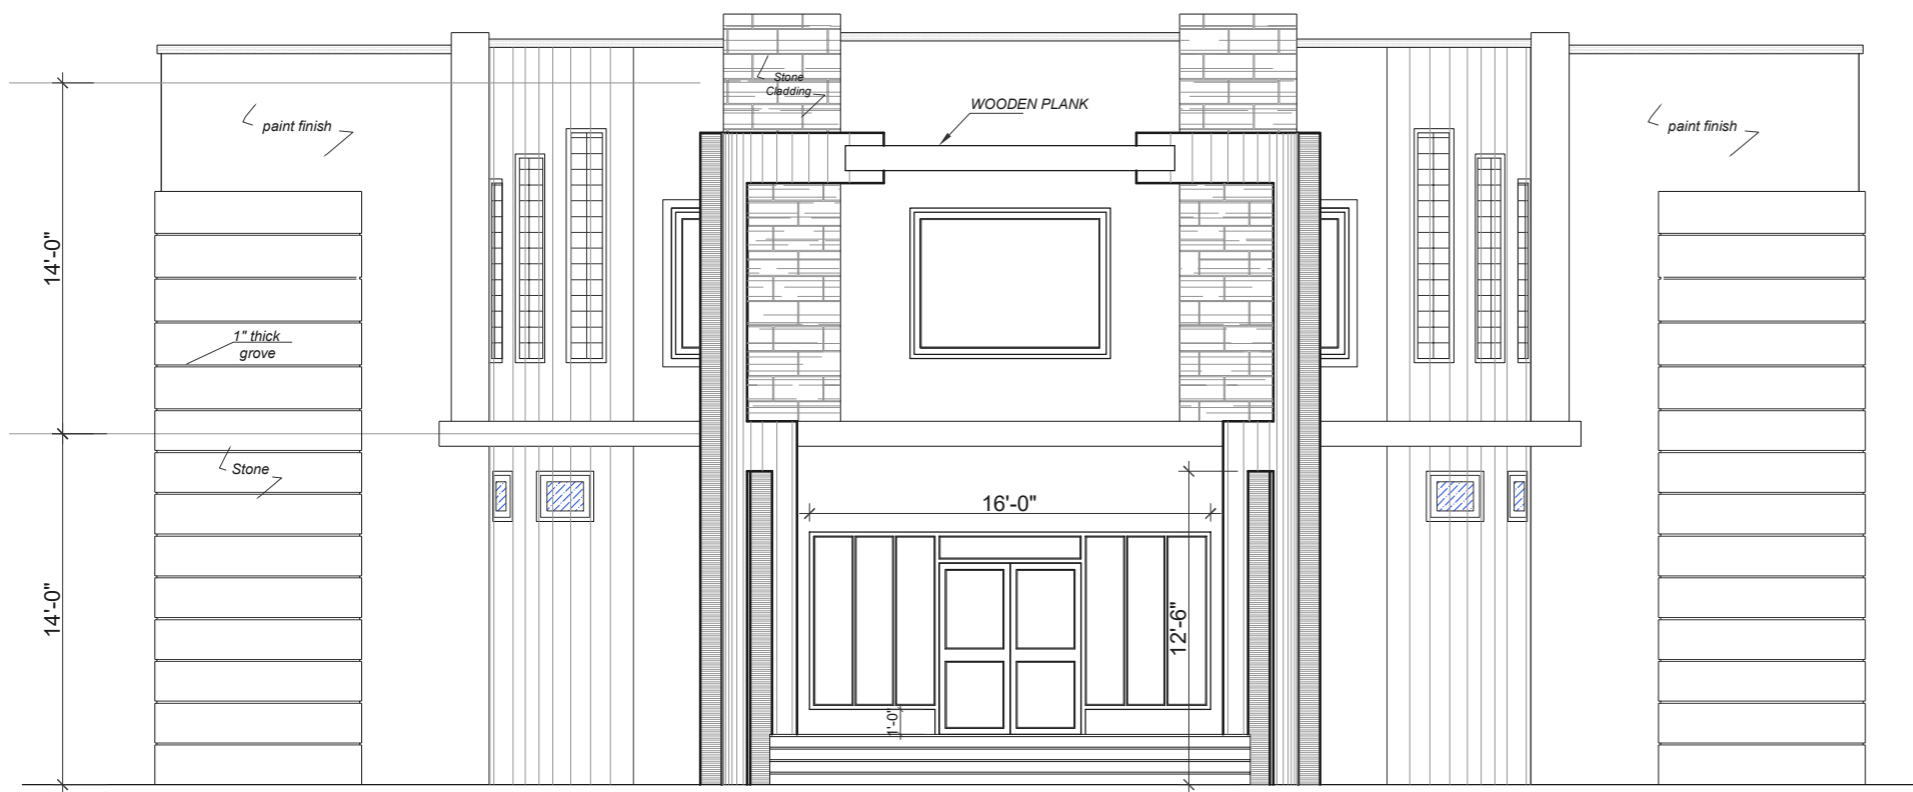 Stone
Cladding
WOODEN PLANK
paint finish
paint finish
14'-0"
1" thick
grove
Stone
16'-0"
14'-0"
12'-6"
1'-0"